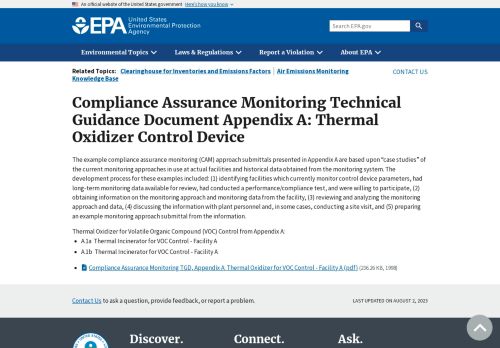 An official website of the United States government Here's how you know
EPA United States
Environmental Protection
Agency
Search EPA.gov
Environmental Topics Laws & Regulations Report a Violation About EPA
Related Topics: Clearinghouse for Inventories and Emissions Factors | Air Emissions Monitoring
Knowledge Base
CONTACT US
Compliance Assurance Monitoring Technical
Guidance Document Appendix A: Thermal
Oxidizer Control Device
The example compliance assurance monitoring (CAM) approach submittals presented in Appendix A are based upon "case studies" of
the current monitoring approaches in use at actual facilities and historical data obtained from the monitoring system. The
development process for these examples included: (1) identifying facilities which currently monitor control device parameters, had
long-term monitoring data available for review, had conducted a performance/compliance test, and were willing to participate, (2)
obtaining information on the monitoring approach and monitoring data from the facility, (3) reviewing and analyzing the monitoring
approach and data, (4) discussing the information with plant personnel and, in some cases, conducting a site visit, and (5) preparing
an example monitoring approach submittal from the information.
Thermal Oxidizer for Volatile Organic Compound (VOC) Control from Appendix A:
• A.1a Thermal Incinerator for VOC Control - Facility A
• A.1b Thermal Incinerator for VOC Control - Facility A
• Compliance Assurance Monitoring TGD, Appendix A: Thermal Oxidizer for VOC Control - Facility A (pdf) (236.26 KB, 1998)
Contact Us to ask a question, provide feedback, or report a problem.
LAST UPDATED ON AUGUST 2, 2023
Discover. Connect. Ask.